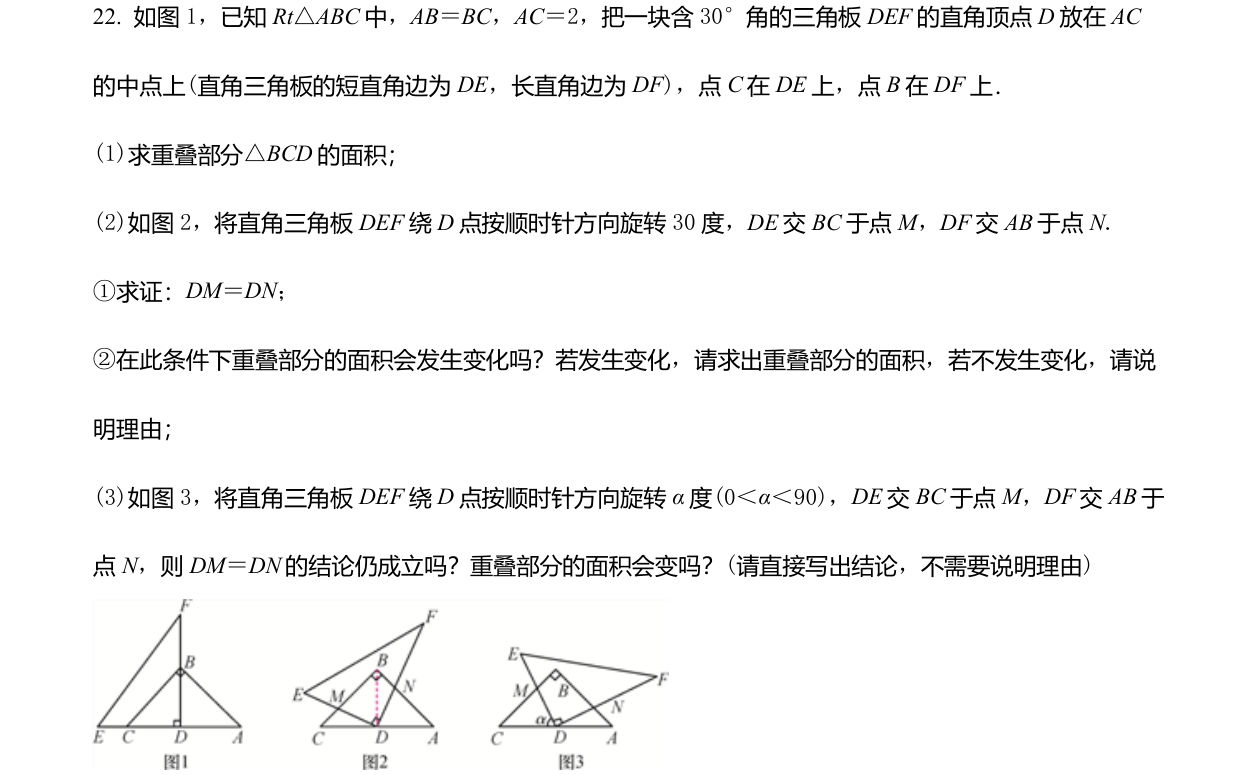 22. 如图 1，已知 Rt△ABC 中，AB＝BC，AC＝2，把一块含 30°角的三角板 DEF 的直角顶点 D 放在 AC
的中点上(直角三角板的短直角边为 DE，长直角边为 DF)，点 C 在 DE 上，点 B 在 DF 上．
(1)求重叠部分△BCD 的面积；
(2)如图 2，将直角三角板 DEF 绕 D 点按顺时针方向旋转 30 度，DE 交 BC 于点 M，DF 交 AB 于点 N.
①求证：DM＝DN；
②在此条件下重叠部分的面积会发生变化吗？若发生变化，请求出重叠部分的面积，若不发生变化，请说
明理由；
(3)如图 3，将直角三角板 DEF 绕 D 点按顺时针方向旋转 α 度(0＜α＜90)，DE 交 BC 于点 M，DF 交 AB 于
点 N，则 DM＝DN 的结论仍成立吗？重叠部分的面积会变吗？(请直接写出结论，不需要说明理由)
F
B
E C D A
图1
F
B
E M N
C D A
图2
E
F
M B
N
α
C D A
图3